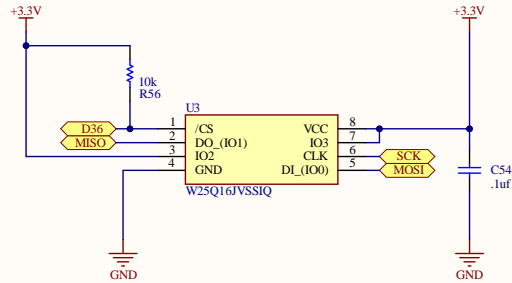 +3.3V
+3.3V
10k
R56
U3
D36 1 /CS VCC 8
MISO 2 DO_(IO1) IO3 7
3 IO2 CLK 6 SCK
4 GND DI_(IO0) 5 MOSI
W25Q16JVSSIQ
C54
.1uf
GND
GND